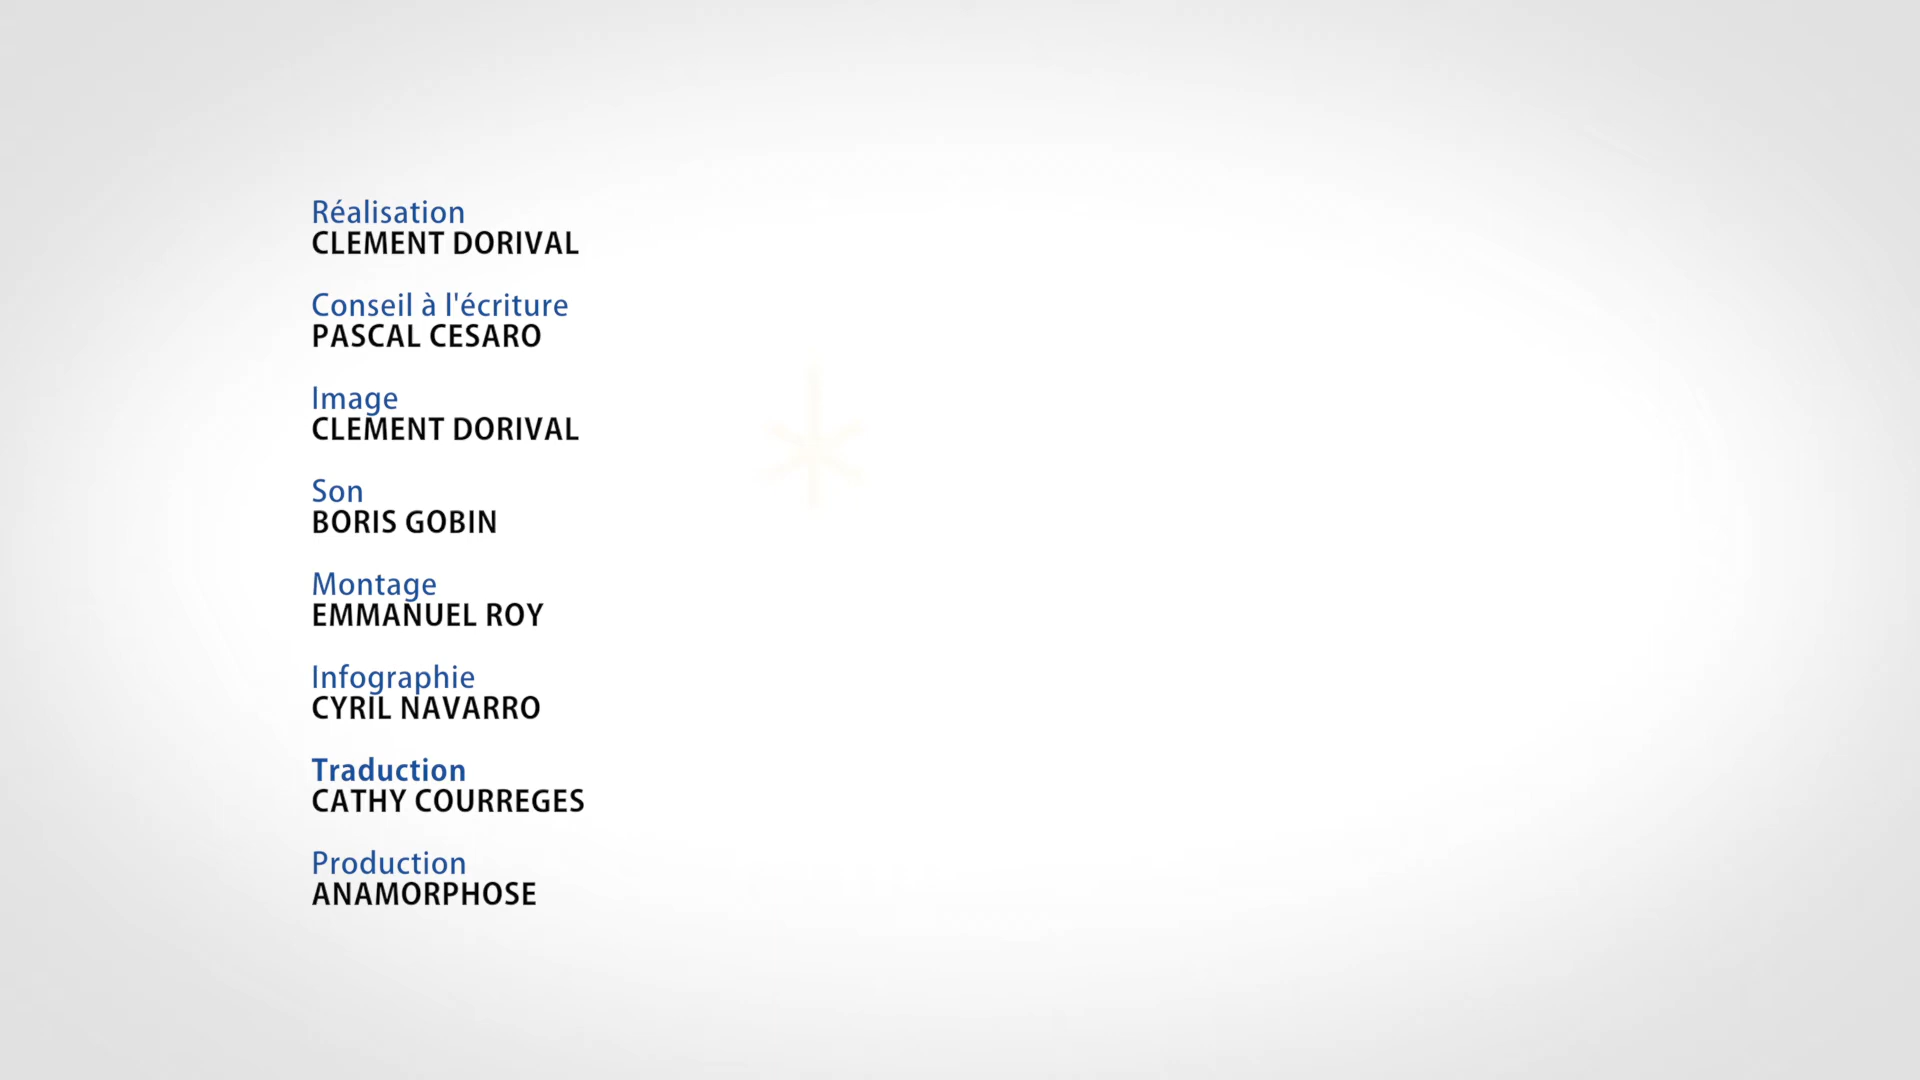 Réalisation
CLEMENT DORIVAL
Conseil à l'écriture
PASCAL CESARO
Image
CLEMENT DORIVAL
Son
BORIS GOBIN
Montage
EMMANUEL ROY
Infographie
CYRIL NAVARRO
Traduction
CATHY COURREGES
Production
ANAMORPHOSE